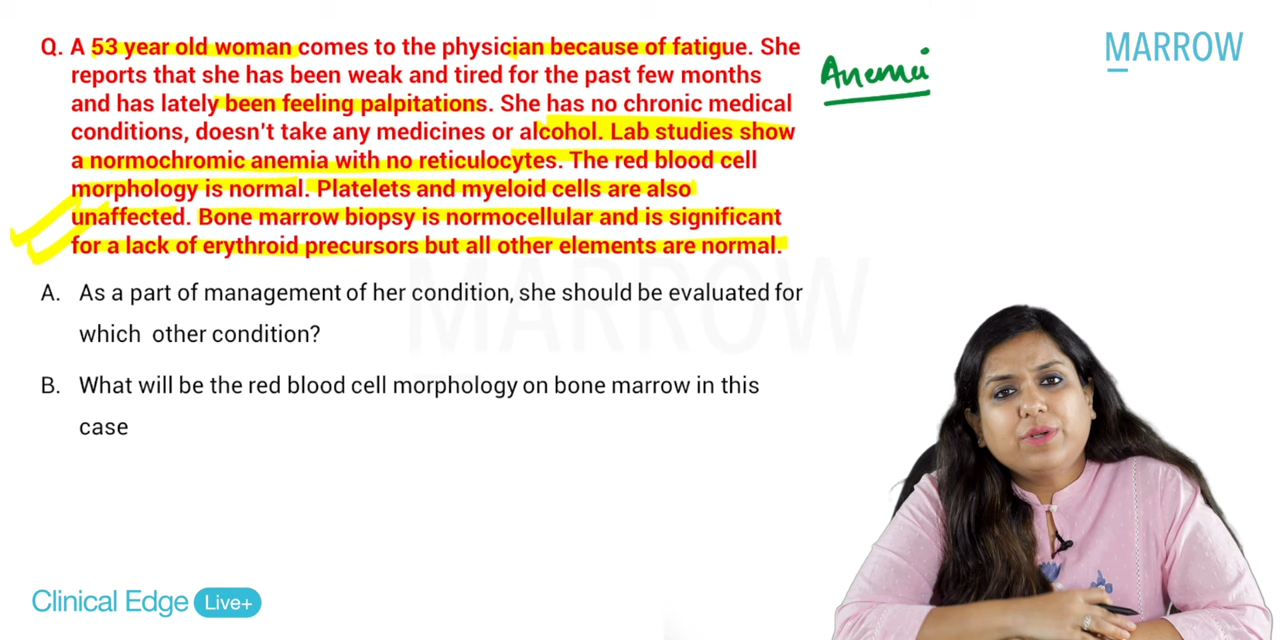 MARROW
Q. A 53 year old woman comes to the physician because of fatigue. She
reports that she has been weak and tired for the past few months
and has lately been feeling palpitations. She has no chronic medical
conditions, doesn't take any medicines or alcohol. Lab studies show
a normochromic anemia with no reticulocytes. The red blood cell
morphology is normal. Platelets and myeloid cells are also
unaffected. Bone marrow biopsy is normocellular and is significant
for a lack of erythroid precursors but all other elements are normal.
Anemi
A. As a part of management of her condition, she should be evaluated for
which other condition?
B. What will be the red blood cell morphology on bone marrow in this
case
MARROW
Clinical Edge Live+